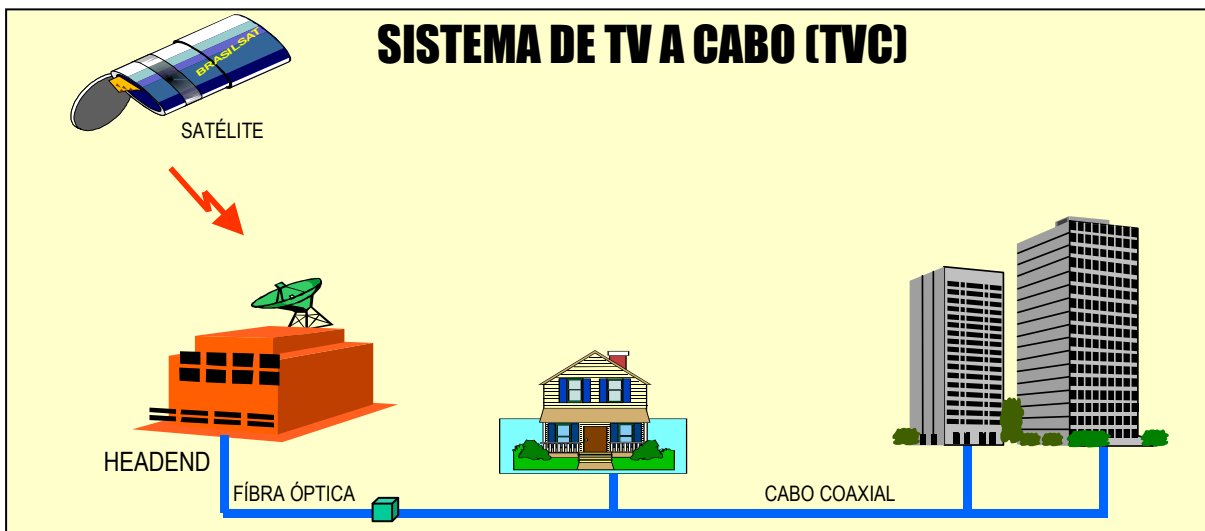 SISTEMA DE TV A CABO (TVC)
BRASILSAT
SATÉLITE
HEADEND
FÍBRA ÓPTICA
CABO COAXIAL